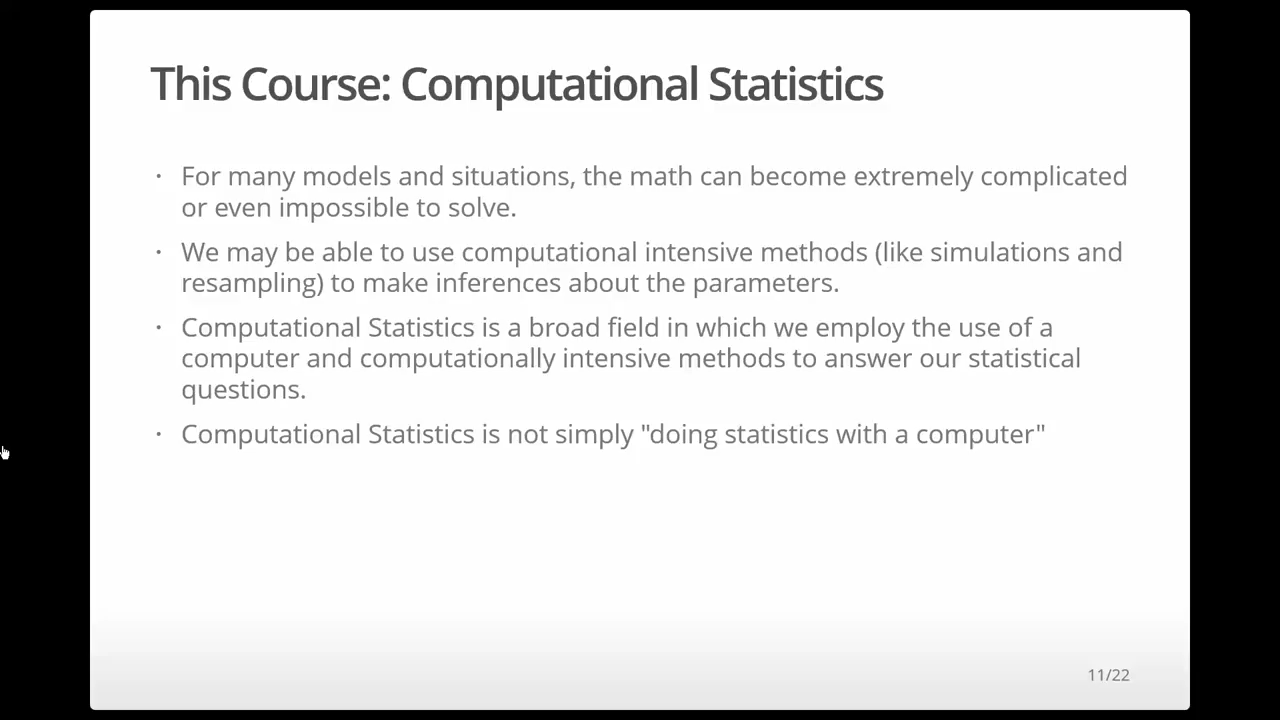 This Course: Computational Statistics
· For many models and situations, the math can become extremely complicated
or even impossible to solve.
· We may be able to use computational intensive methods (like simulations and
resampling) to make inferences about the parameters.
· Computational Statistics is a broad field in which we employ the use of a
computer and computationally intensive methods to answer our statistical
questions.
· Computational Statistics is not simply "doing statistics with a computer"
11/22